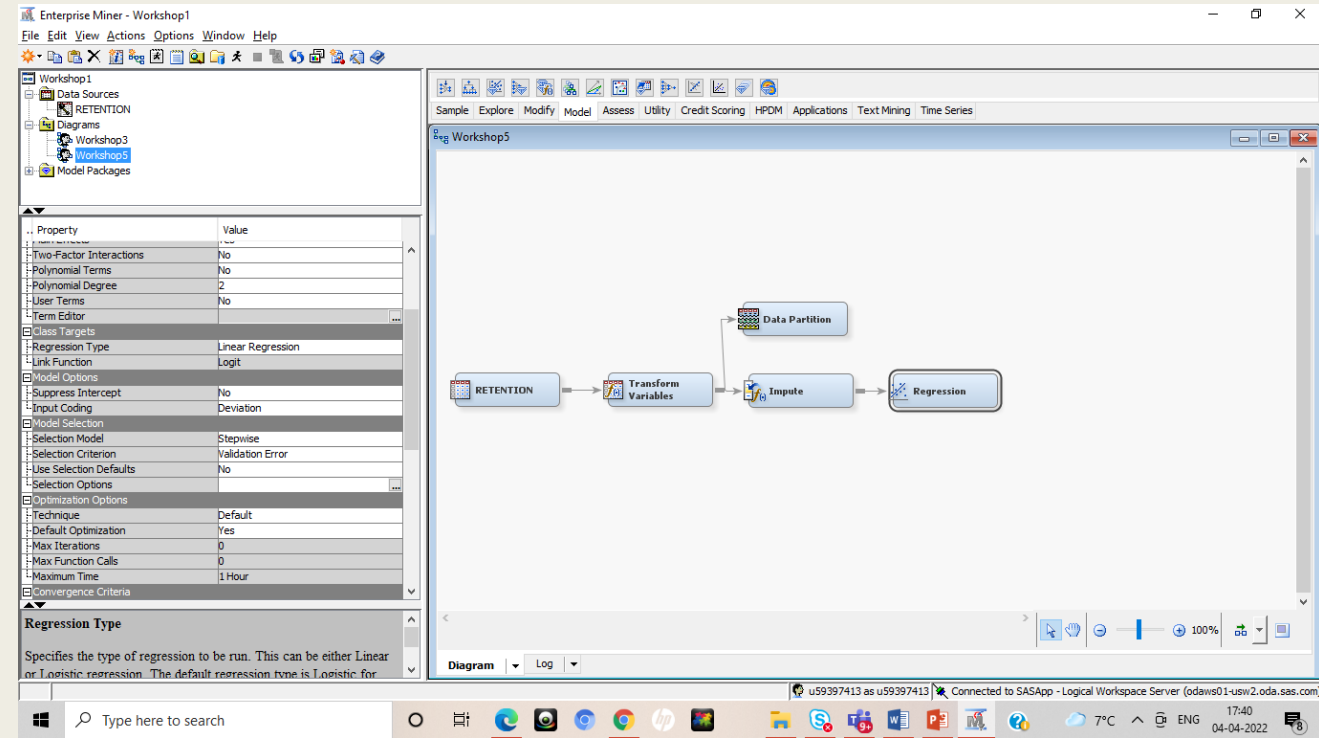 Enterprise Miner - Workshop1
File Edit View Actions Options Window Help
Workshop1
Data Sources
RETENTION
Diagrams
Workshop3
Workshop5
Model Packages
Sample Explore Modify Model Assess Utility Credit Scoring HPDM Applications Text Mining Time Series
Workshop5
.. Property Value
Main Effects Yes
Two-Factor Interactions No
Polynomial Terms No
Polynomial Degree 2
User Terms No
Term Editor ...
Class Targets
Regression Type Linear Regression
Link Function Logit
Model Options
Suppress Intercept No
Input Coding Deviation
Model Selection
Selection Model Stepwise
Selection Criterion Validation Error
Use Selection Defaults No
Selection Options ...
Optimization Options
Technique Default
Default Optimization Yes
Max Iterations 0
Max Function Calls 0
Maximum Time 1 Hour
Convergence Criteria
Regression Type
Specifies the type of regression to be run. This can be either Linear
or Logistic regression. The default regression type is Logistic for
Data Partition
RETENTION
Transform
Variables
Impute
Regression
100%
Diagram Log
u59397413 as u59397413 Connected to SASApp - Logical Workspace Server (odaws01-usw2.oda.sas.com)
Type here to search
9+
7°C ENG
17:40
04-04-2022
8